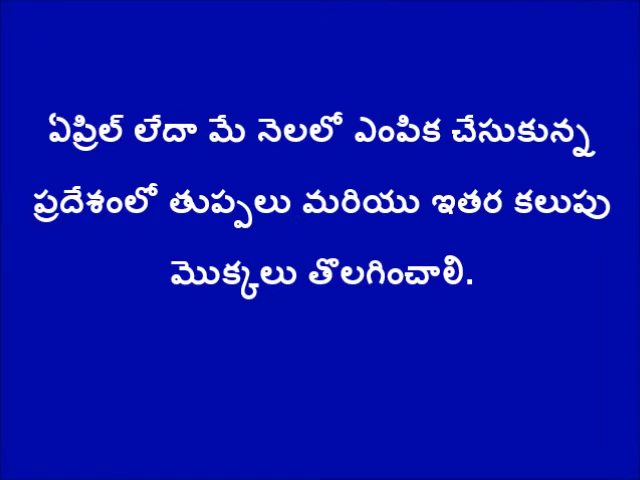 ఏప్రిల్ లేదా మే నెలలో ఎంపిక చేసుకున్న
ప్రదేశంలో తుప్పలు మరియు ఇతర కలుపు
మొక్కలు తొలగించాలి.